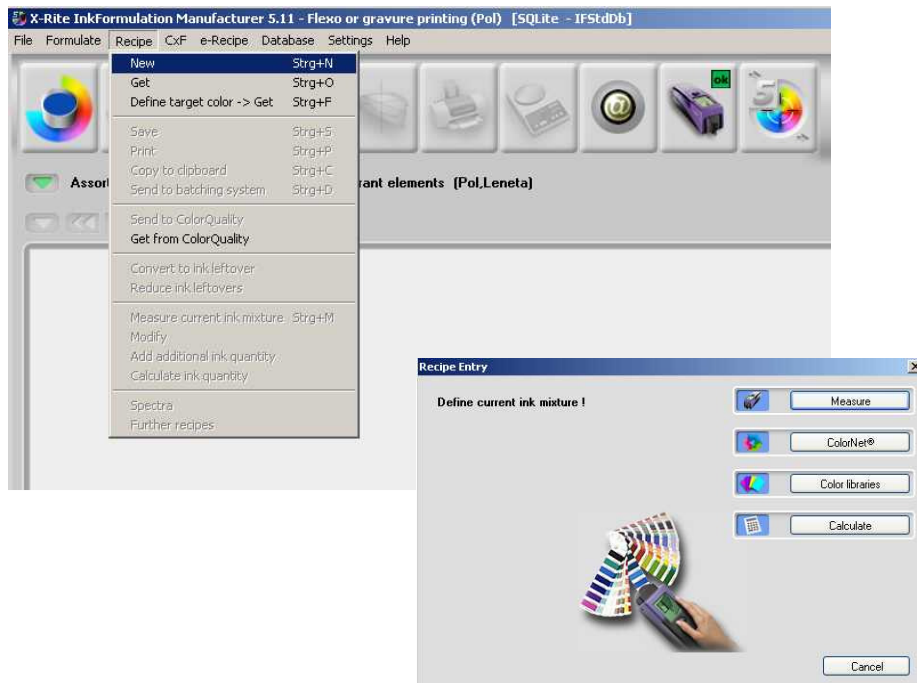 X-Rite InkFormulation Manufacturer 5.11 - Flexo or gravure printing (Pol) [SQLite - IFStdDb]
File Formulate Recipe CxF e-Recipe Database Settings Help
New Strg+N
Get Strg+O
Define target color -> Get Strg+F
ok
5
@
Save Strg+S
Print Strg+P
Copy to clipboard Strg+C
Assor rant elements (Pol,Leneta)
Send to batching system Strg+D
Send to ColorQuality
Get from ColorQuality
Convert to ink leftover
Reduce ink leftovers
Measure current ink mixture Strg+M
Modify
Add additional ink quantity
Calculate ink quantity
Spectra
Further recipes
Recipe Entry
Define current ink mixture !
Measure
ColorNet®
Color libraries
Calculate
Cancel